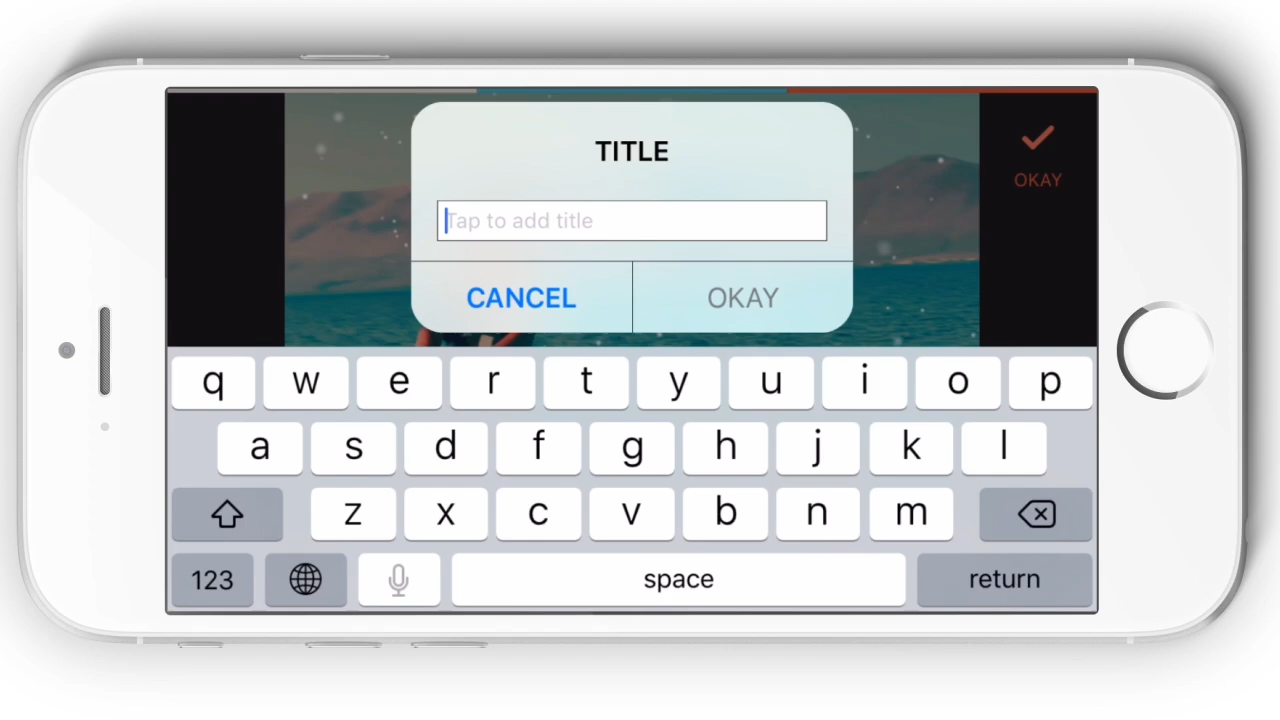 TITLE
OKAY
Tap to add title
CANCEL OKAY
q w e r t y u i o p
a s d f g h j k l
z x c v b n m
123 space return